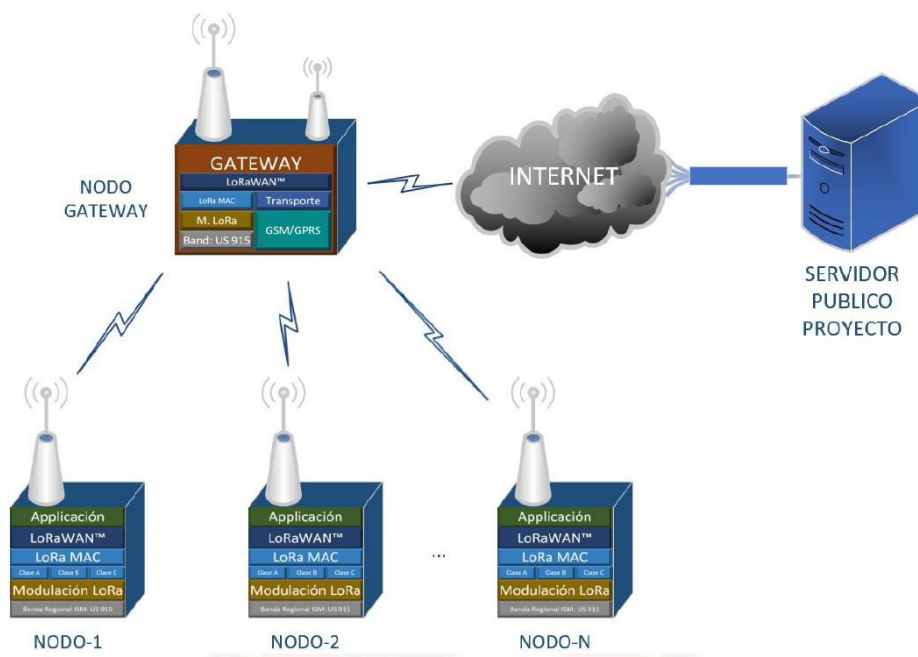 NODO
GATEWAY
GATEWAY
LoRaWAN™
LoRa MAC
Transporte
M. LoRa
GSM/GPRS
Band: US 915
INTERNET
SERVIDOR
PUBLICO
PROYECTO
Applicación
LoRaWAN™
LoRa MAC
Clase A Clase B Clase C
Modulación LoRa
Banda Regional ISM: US 915
NODO-1
Applicación
LoRaWAN™
LoRa MAC
Clase A Clase B Clase C
Modulación LoRa
Banda Regional ISM: US 915
NODO-2
...
Applicación
LoRaWAN™
LoRa MAC
Clase A Clase B Clase C
Modulación LoRa
Banda Regional ISM: US 915
NODO-N